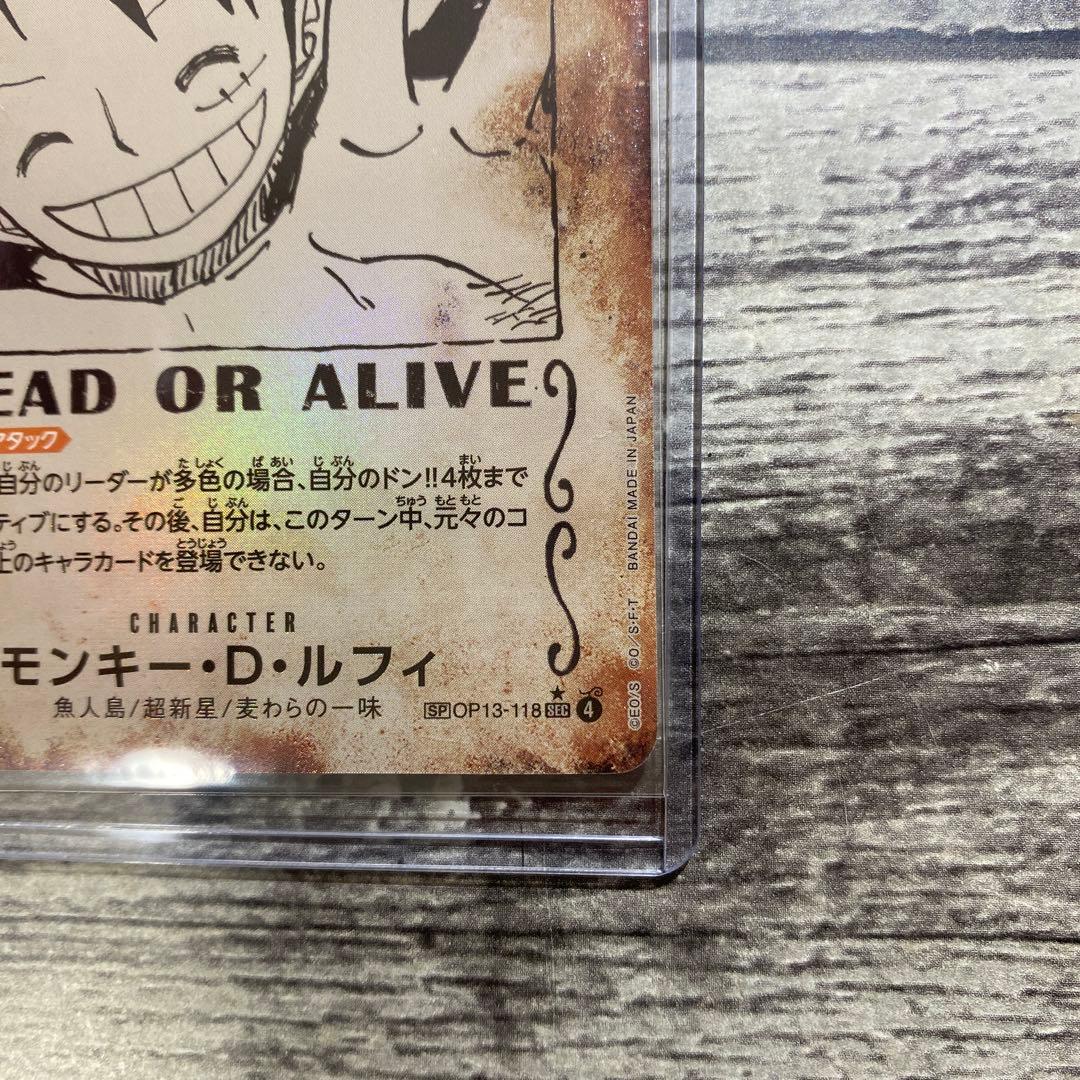 EAD OR ALIVE
アタック
自分のリーダーが多色の場合、自分のドン!!4枚まで
ティブにする。その後、自分は、このターン中、元々のコ
上のキャラカードを登場できない。
CHARACTER
モンキー・D・ルフィ
魚人島/超新星/麦わらの一味
SP OP13-118 SEC 4
©E.O/S ©O/S・F・T BANDAI MADE IN JAPAN